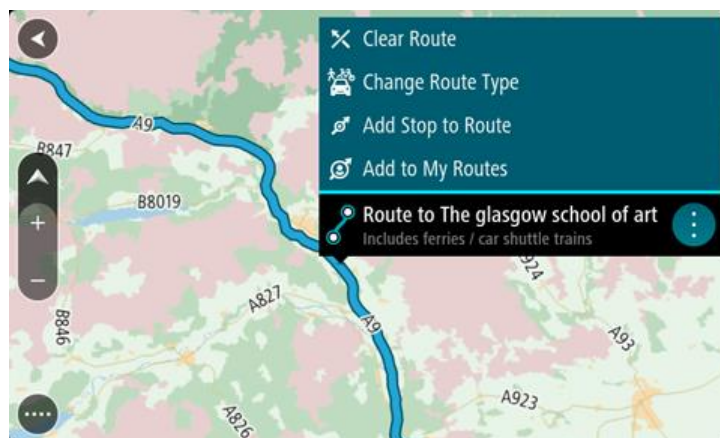 Clear Route
Change Route Type
Add Stop to Route
Add to My Routes
Route to The glasgow school of art
Includes ferries / car shuttle trains
A9
B847
B8019
A827
A9
B846
A826
A924
A93
A923